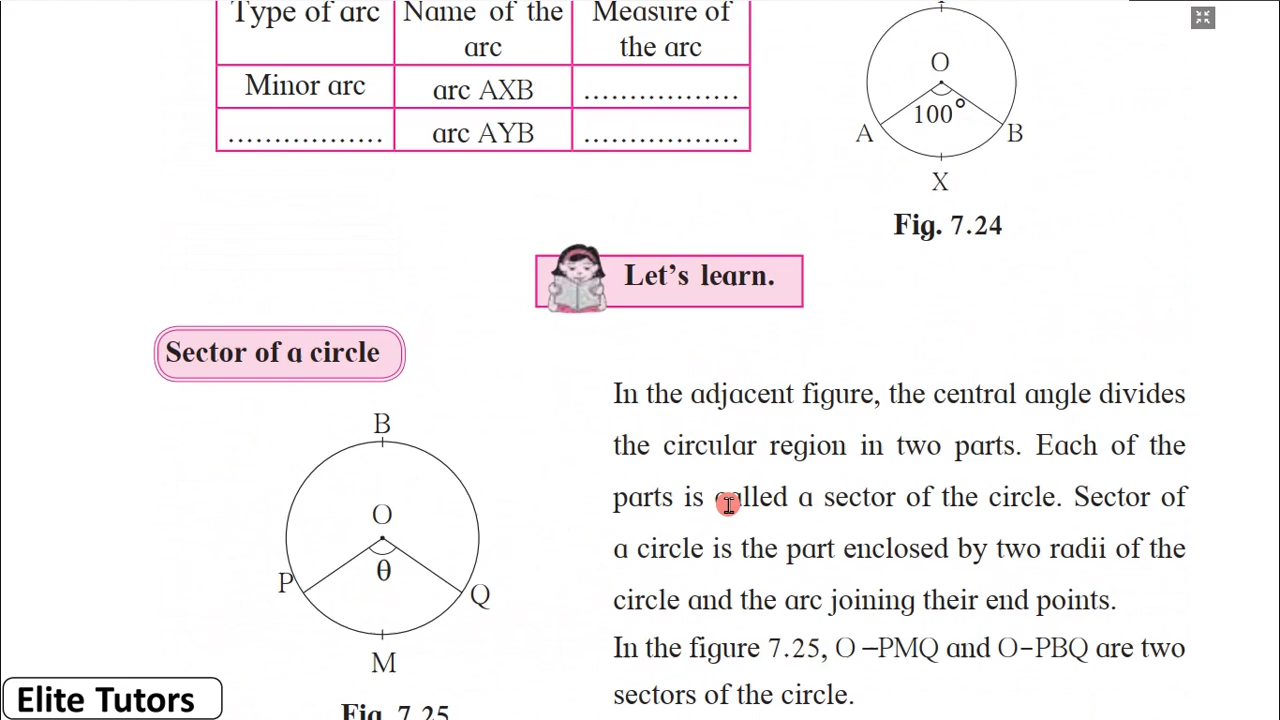 Type of arc Name of the arc Measure of the arc
Minor arc arc AXB ..................
.................. arc AYB ..................
O
100°
A B
X
Fig. 7.24
Let's learn.
Sector of a circle
B
O
θ
P Q
M
Fig. 7.25
In the adjacent figure, the central angle divides
the circular region in two parts. Each of the
parts is called a sector of the circle. Sector of
a circle is the part enclosed by two radii of the
circle and the arc joining their end points.
In the figure 7.25, O –PMQ and O-PBQ are two
sectors of the circle.
Elite Tutors